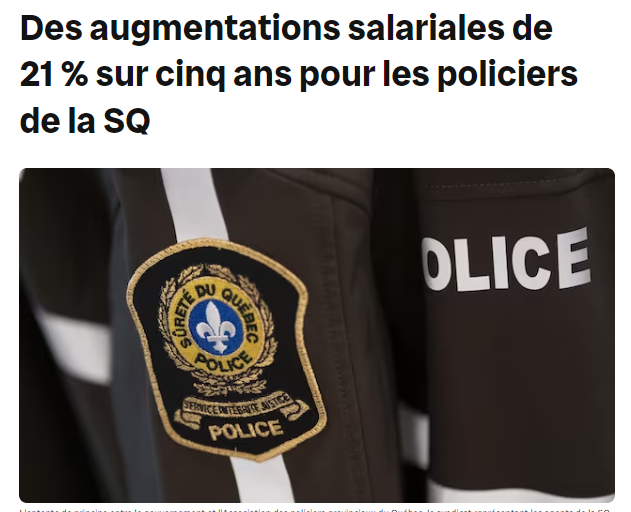 Des augmentations salariales de
21 % sur cinq ans pour les policiers
de la SQ
SÛRETÉ DU QUÉBEC
POLICE
SERVICE INTÉGRITÉ JUSTICE
POLICE
OLICE